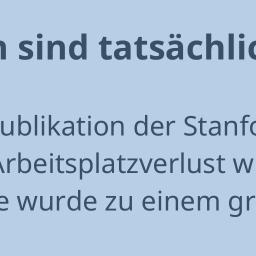 sind tatsächlic
ublikation der Stanfo
Arbeitsplatzverlust w
e wurde zu einem gr